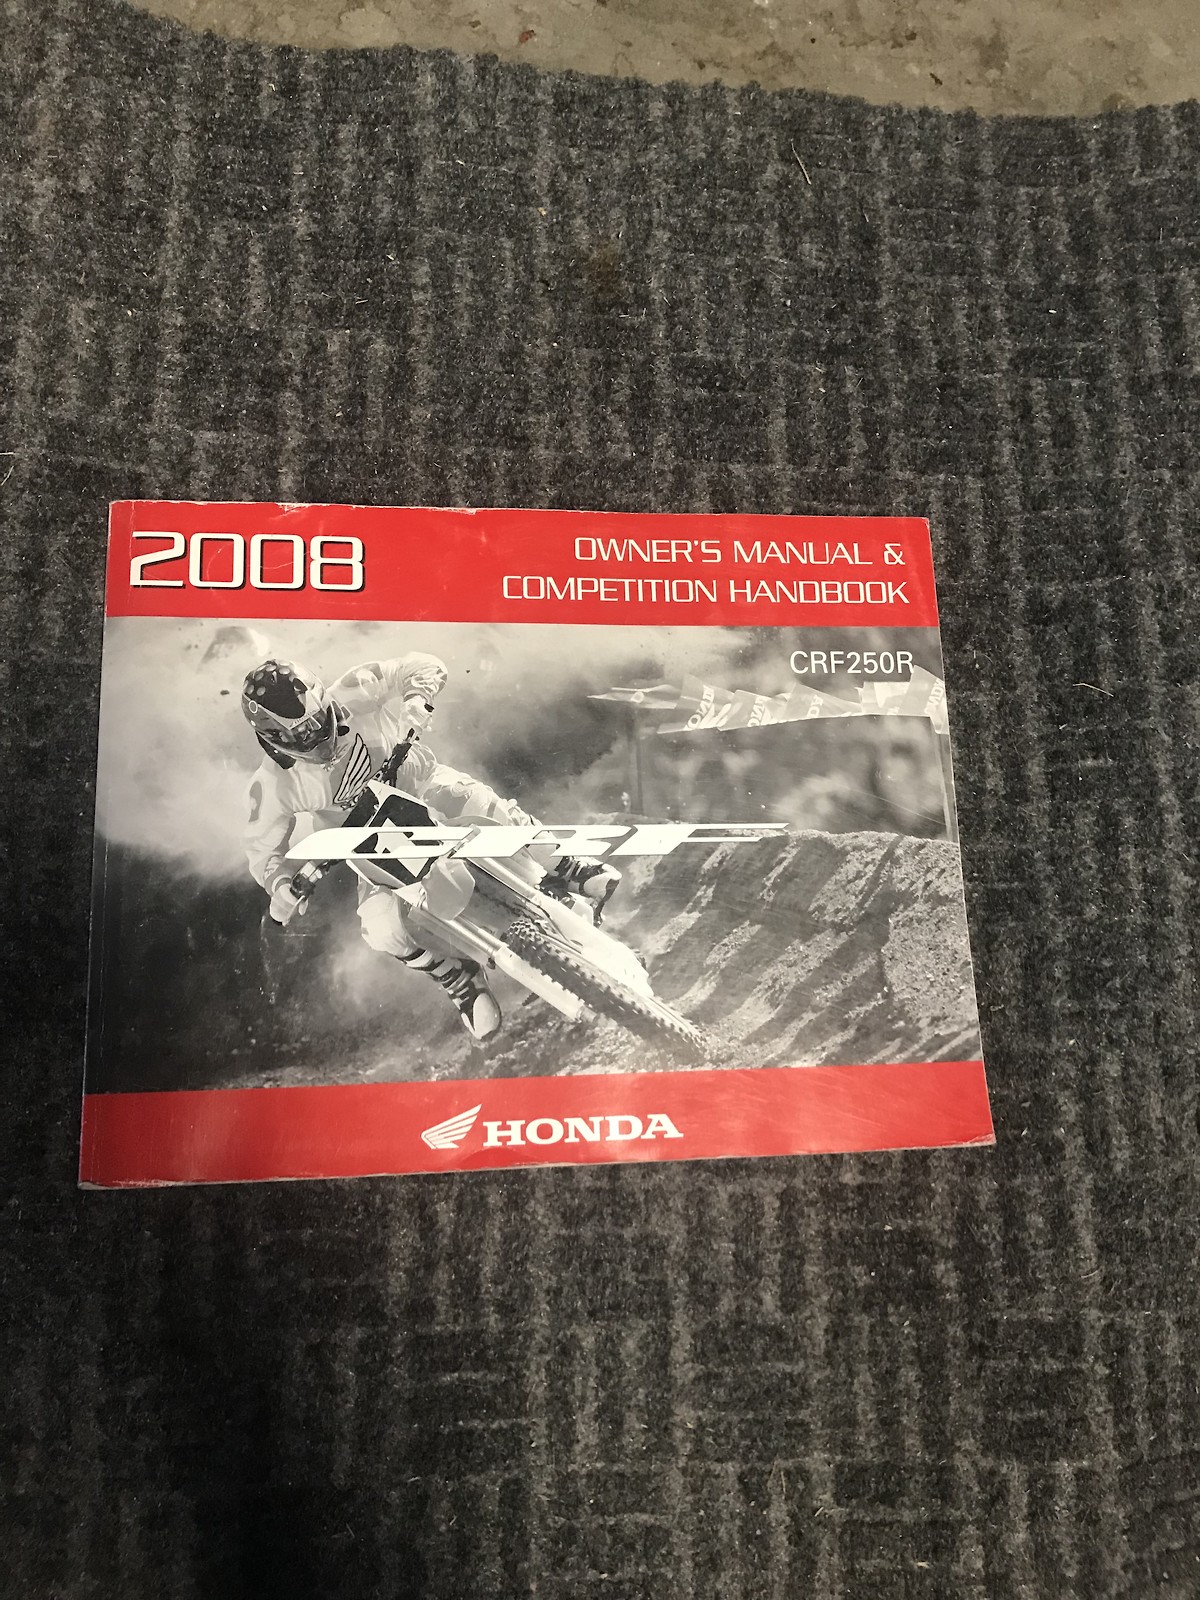 2008
OWNER'S MANUAL &
COMPETITION HANDBOOK
CRF250R
CRF
HONDA